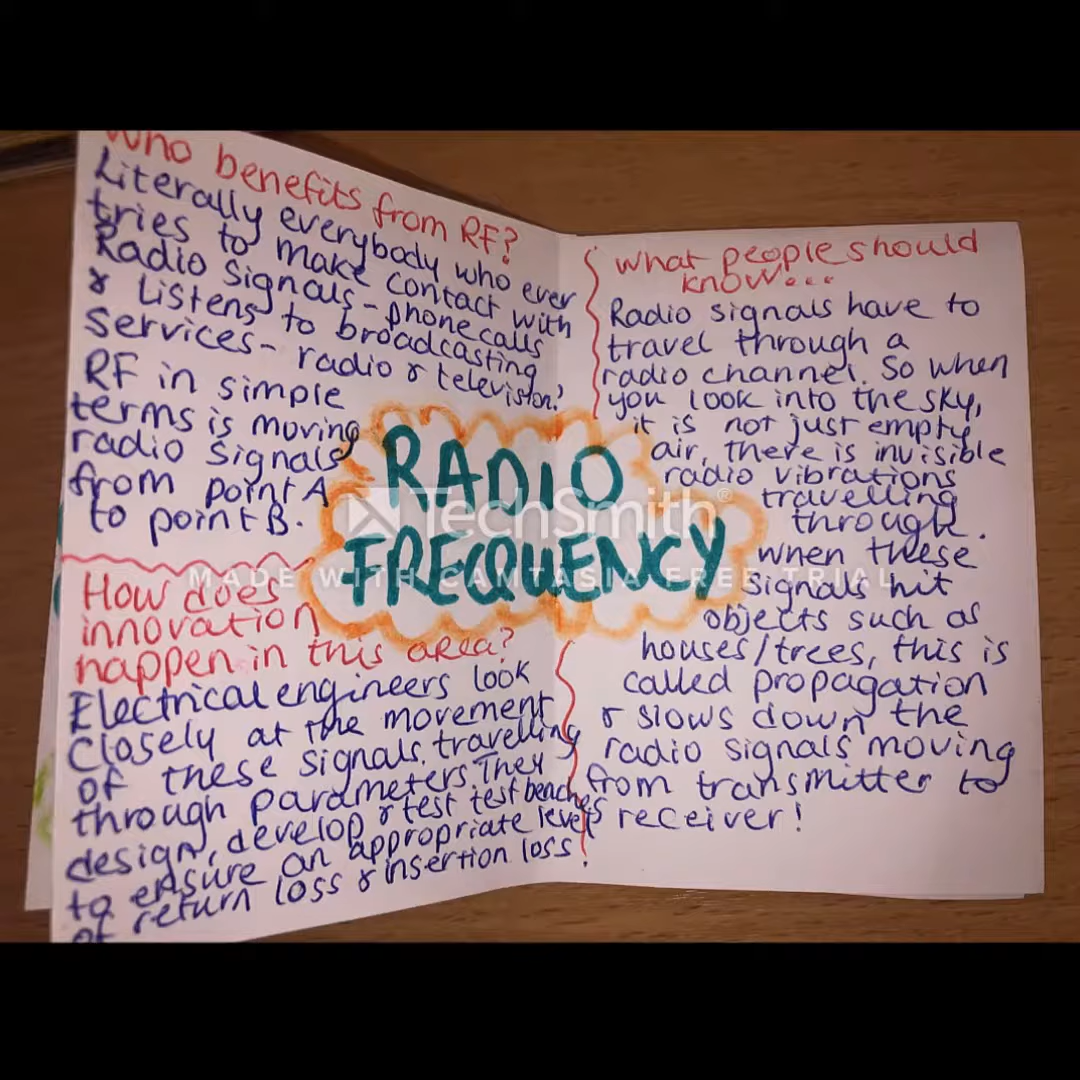 Who benefits from RF?
Literally everybody who ever
tries to make contact with
Radio Signals - phone calls
& Listens to broadcasting
services - radio & television!
RF in simple
terms is moving
radio signals
from point A
to point B.
How does
innovation
happen in this area?
Electrical engineers look
Closely at the movement
of these signals travelling
through parameters. They
design, develop & test test beaches
to ensure an appropriate level
of return loss & insertion loss!
RADIO
FREQUENCY
what people should
know...
Radio signals have to
travel through a
radio channel. So when
you look into the sky,
it is not just empty
air, there is invisible
radio vibrations
travelling
through.
when these
signals hit
objects such as
houses/trees, this is
called propagation
& slows down the
radio signals moving
from transmitter to
receiver!
TechSmith®
MADE WITH CAMTASIA FREE TRIAL